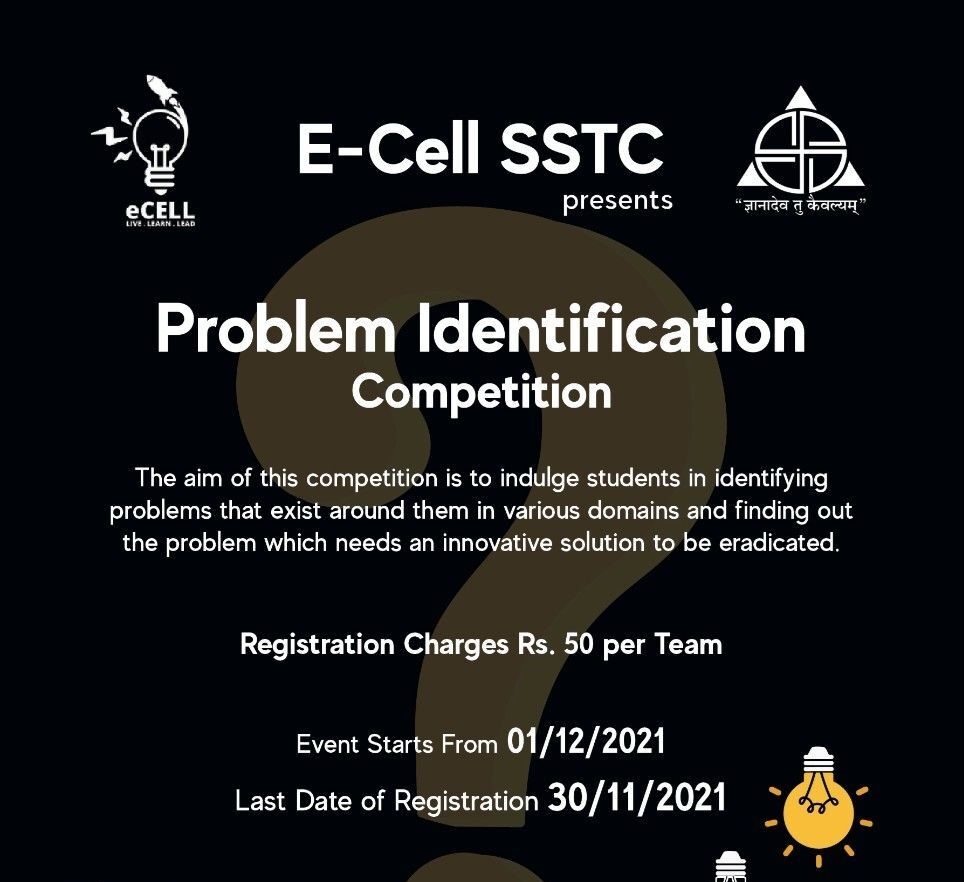 eCELL
LIVE . LEARN . LEAD
E-Cell SSTC
presents
“ज्ञानादेव तु कैवल्यम्”
Problem Identification
Competition
The aim of this competition is to indulge students in identifying
problems that exist around them in various domains and finding out
the problem which needs an innovative solution to be eradicated.
Registration Charges Rs. 50 per Team
Event Starts From 01/12/2021
Last Date of Registration 30/11/2021